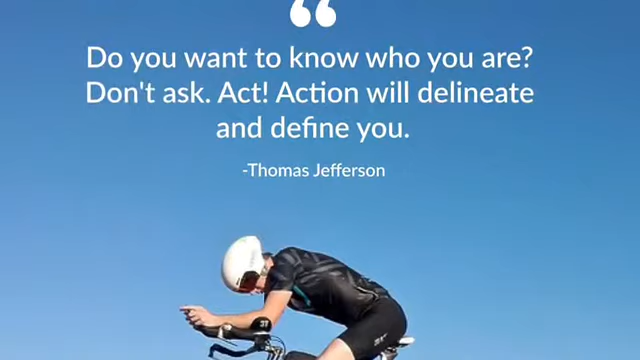 “
Do you want to know who you are?
Don't ask. Act! Action will delineate
and define you.
-Thomas Jefferson